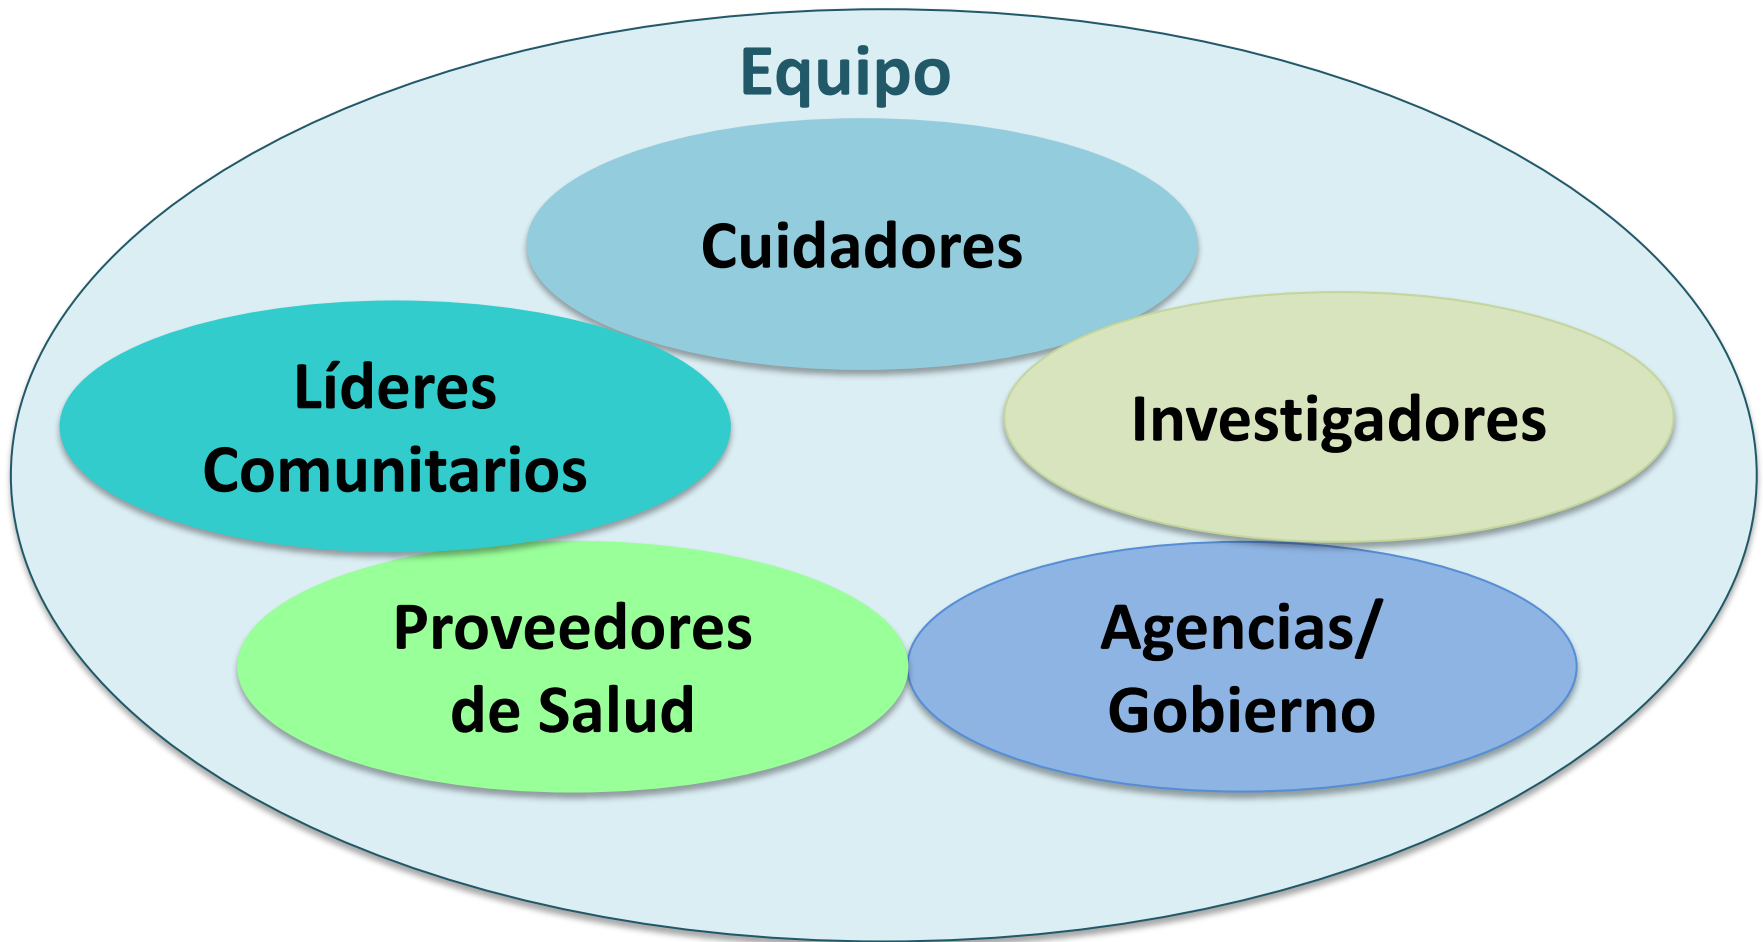 Equipo
Cuidadores
Líderes
Comunitarios
Investigadores
Proveedores
de Salud
Agencias/
Gobierno